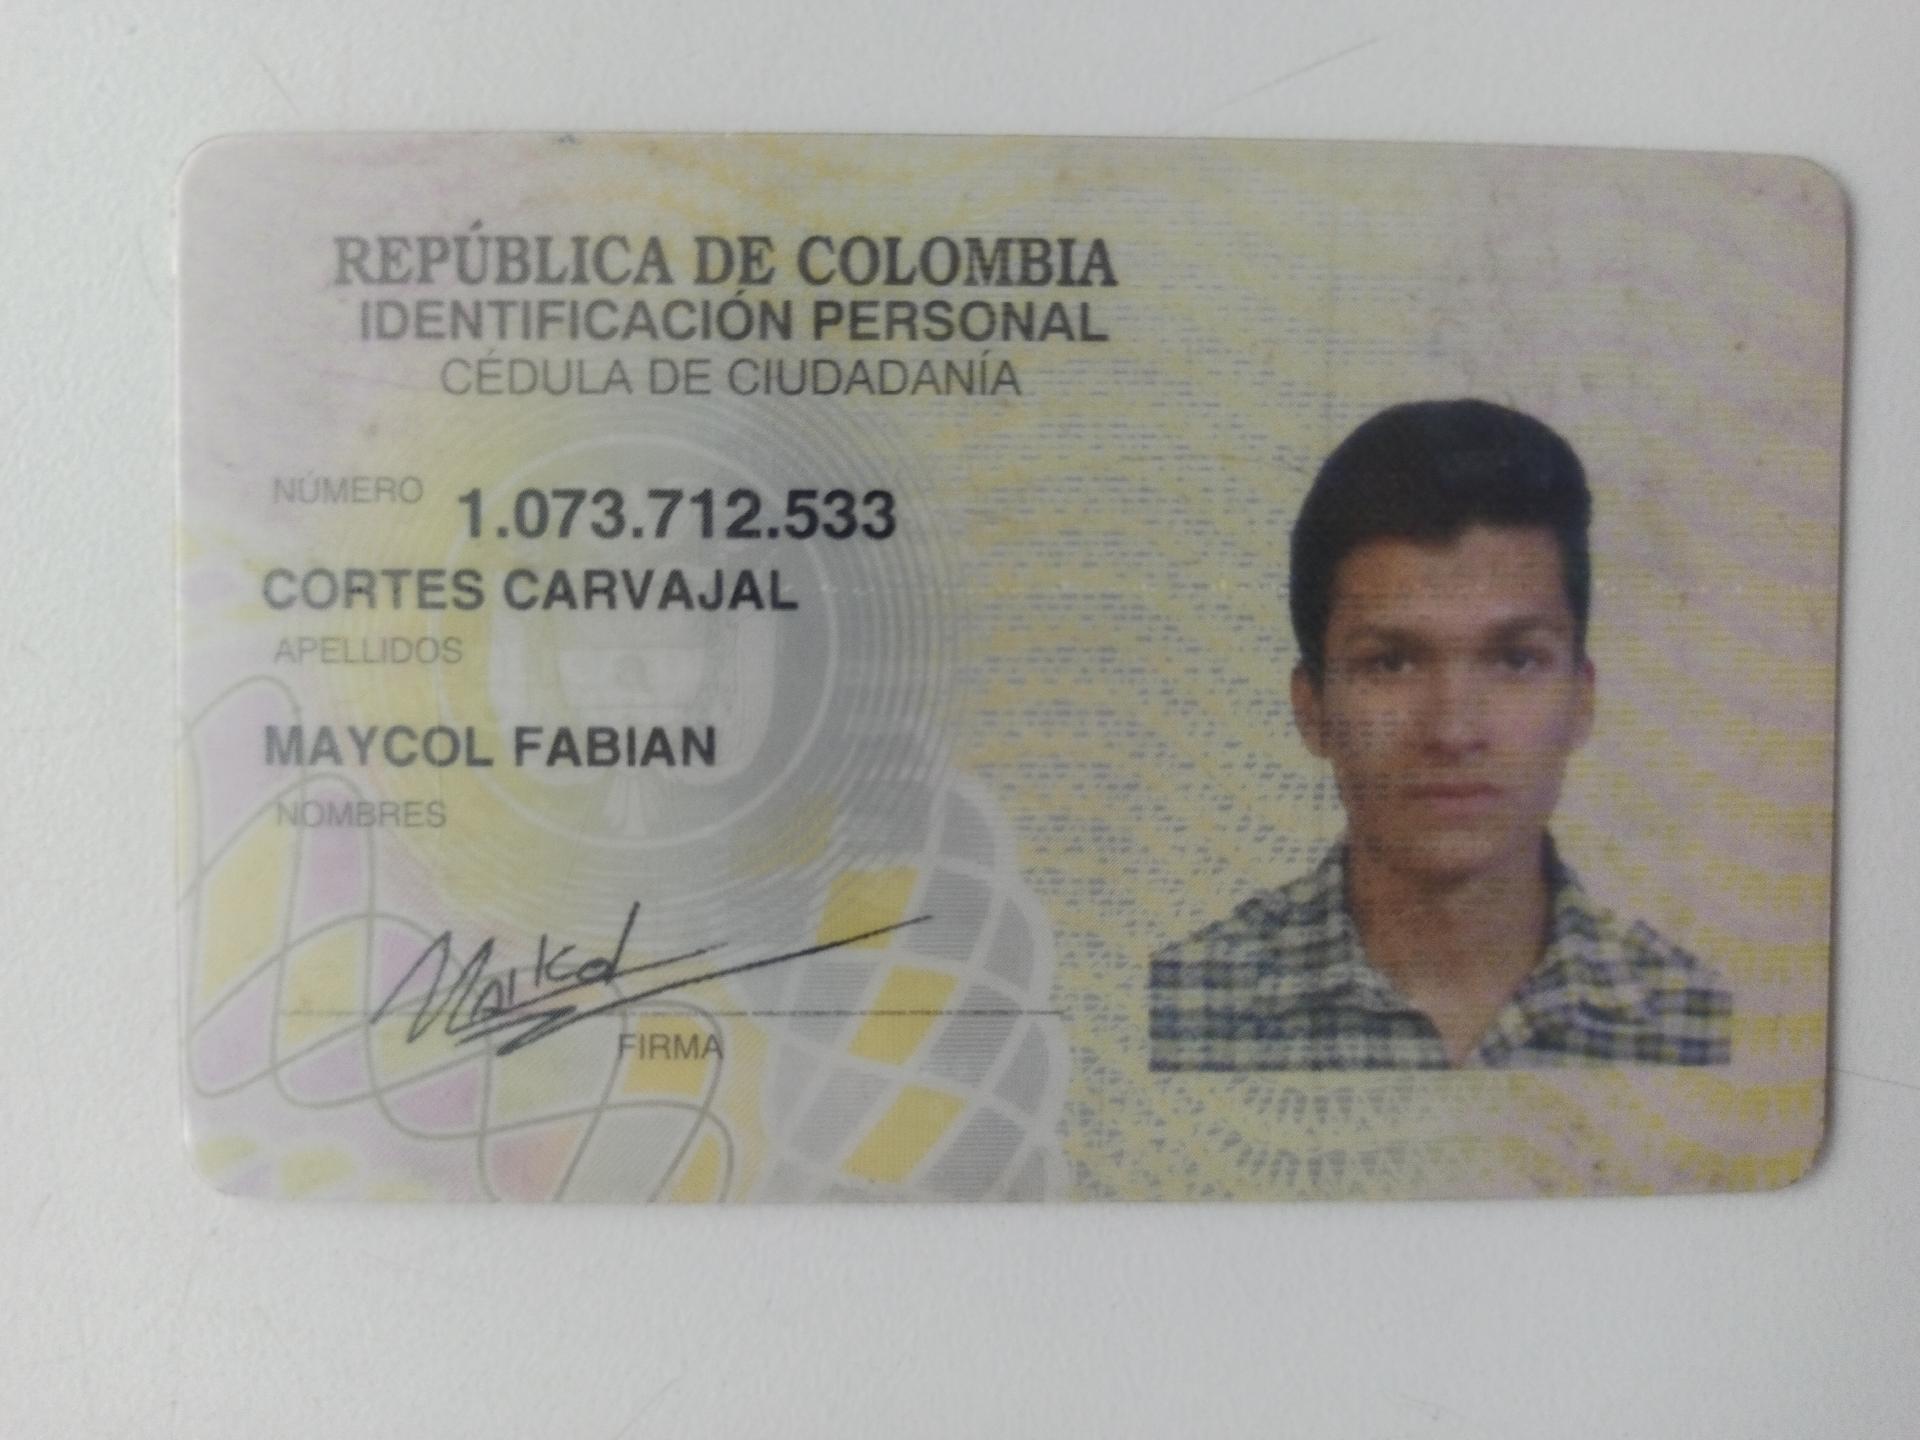 REPÚBLICA DE COLOMBIA
IDENTIFICACIÓN PERSONAL
CÉDULA DE CIUDADANÍA
NÚMERO 1.073.712.533
CORTES CARVAJAL
APELLIDOS
MAYCOL FABIAN
NOMBRES
FIRMA